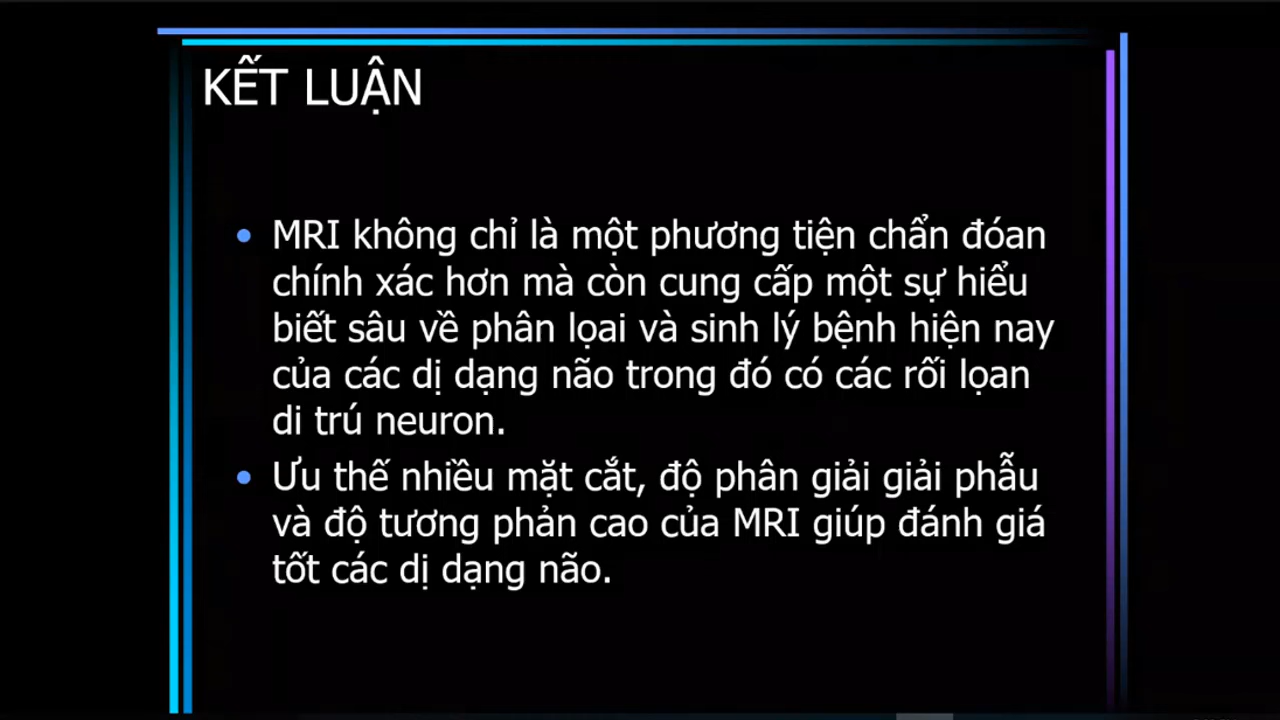 KẾT LUẬN
• MRI không chỉ là một phương tiện chẩn đóan
chính xác hơn mà còn cung cấp một sự hiểu
biết sâu về phân lọai và sinh lý bệnh hiện nay
của các dị dạng não trong đó có các rối lọan
di trú neuron.
• Ưu thế nhiều mặt cắt, độ phân giải giải phẫu
và độ tương phản cao của MRI giúp đánh giá
tốt các dị dạng não.